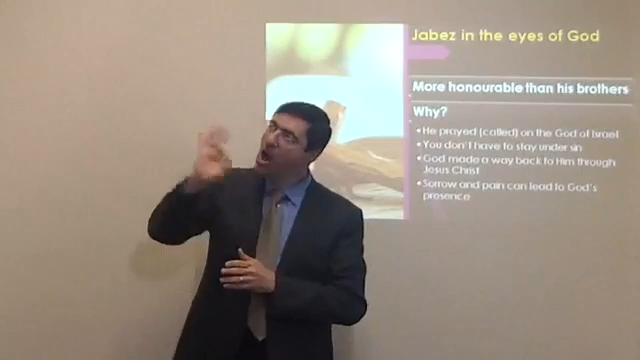 Jabez in the eyes of God
More honourable than his brothers
Why?
• He prayed (called) on the God of Israel
• You don't have to stay under sin
• God made a way back to Him through
Jesus Christ
• Sorrow and pain can lead to God's
presence